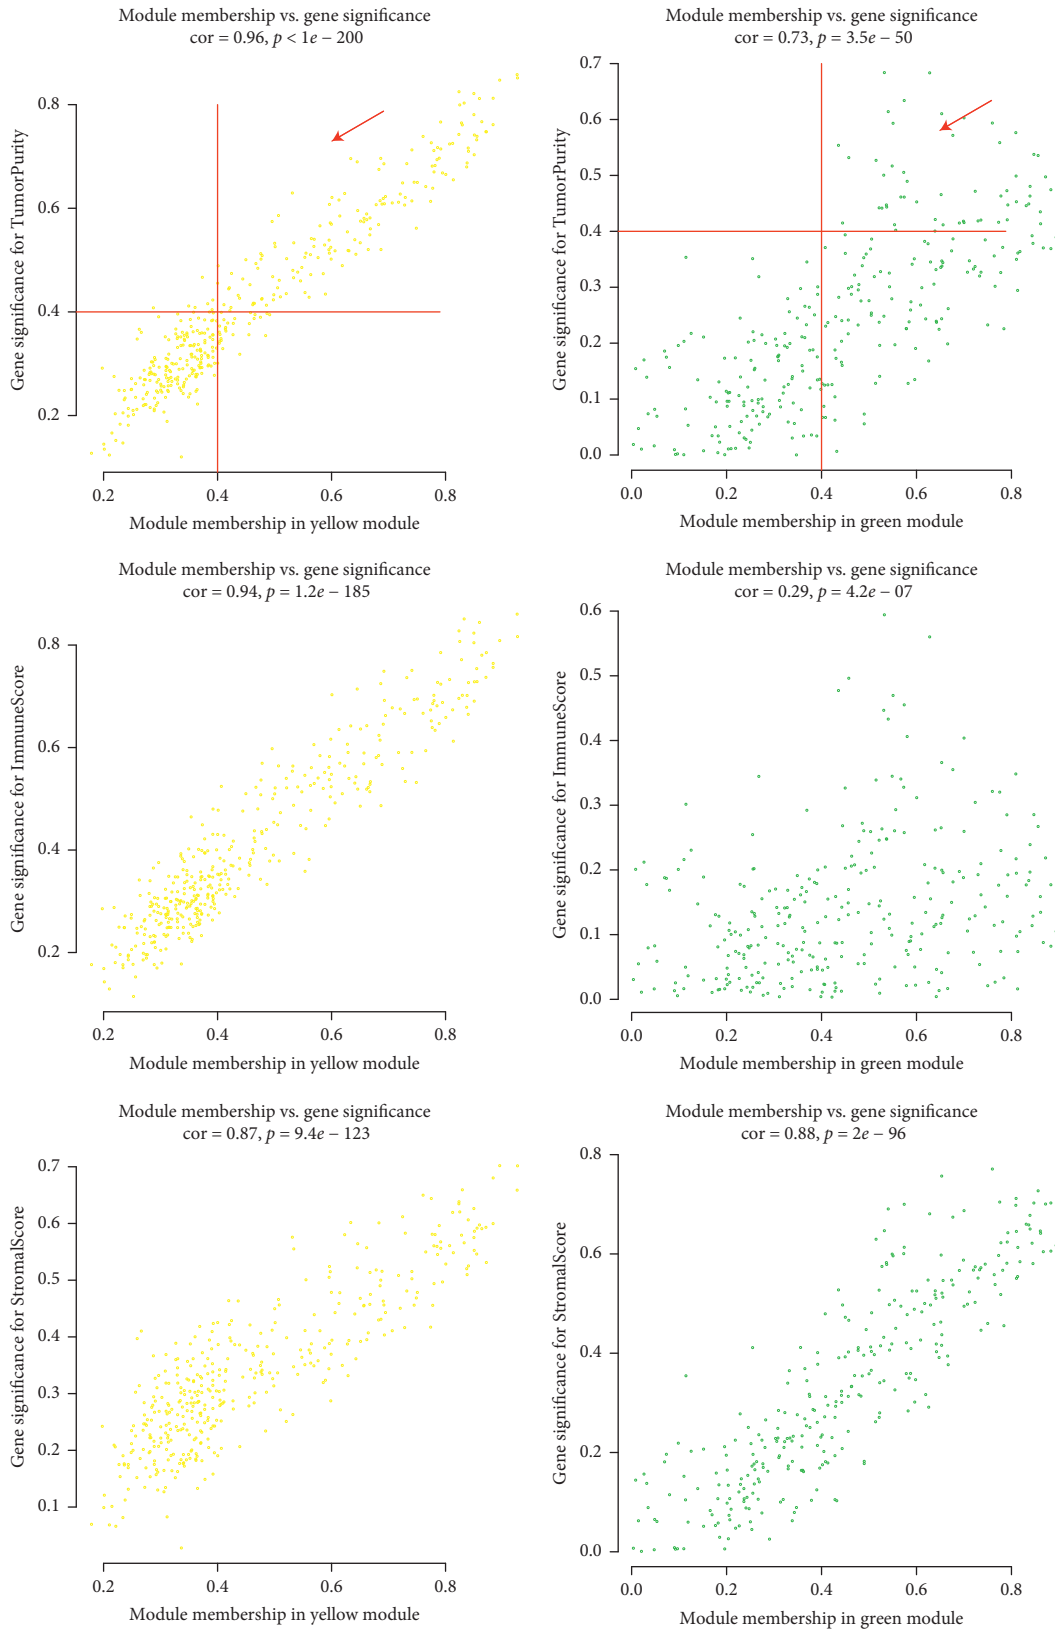 Module membership vs. gene significance
cor = 0.96, p < 1e − 200
Gene significance for TumorPurity
0.8
0.6
0.4
0.2
0.2 0.4 0.6 0.8
Module membership in yellow module
Module membership vs. gene significance
cor = 0.73, p = 3.5e − 50
Gene significance for TumorPurity
0.7
0.6
0.5
0.4
0.3
0.2
0.1
0.0
0.0 0.2 0.4 0.6 0.8
Module membership in green module
Module membership vs. gene significance
cor = 0.94, p = 1.2e − 185
Gene significance for ImmuneScore
0.8
0.6
0.4
0.2
0.2 0.4 0.6 0.8
Module membership in yellow module
Module membership vs. gene significance
cor = 0.29, p = 4.2e − 07
Gene significance for ImmuneScore
0.6
0.5
0.4
0.3
0.2
0.1
0.0
0.0 0.2 0.4 0.6 0.8
Module membership in green module
Module membership vs. gene significance
cor = 0.87, p = 9.4e − 123
Gene significance for StromalScore
0.7
0.6
0.5
0.4
0.3
0.2
0.1
0.2 0.4 0.6 0.8
Module membership in yellow module
Module membership vs. gene significance
cor = 0.88, p = 2e − 96
Gene significance for StromalScore
0.8
0.6
0.4
0.2
0.0
0.0 0.2 0.4 0.6 0.8
Module membership in green module